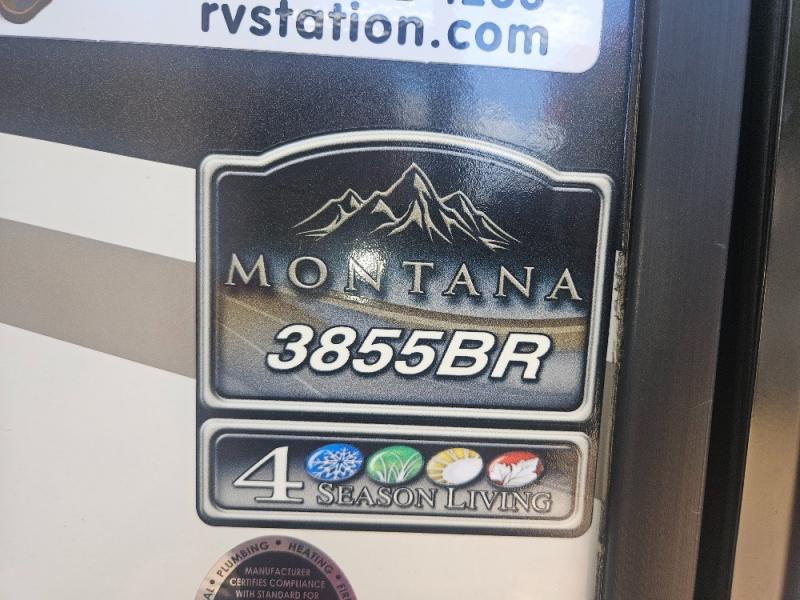 rvstation.com
MONTANA
3855BR
4 SEASON LIVING
PLUMBING • HEATING •
MANUFACTURER
CERTIFIES COMPLIANCE
WITH STANDARD FOR